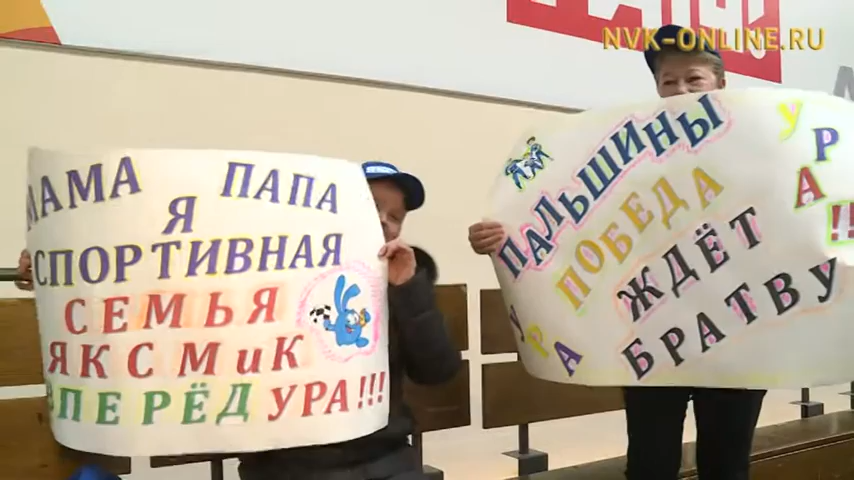 NVK-ONLINE.RU
МАМА ПАПА
Я
СПОРТИВНАЯ
СЕМЬЯ
ЯКСМиК
ВПЕРЁД УРА!!!
ПАЛЬШИНЫ
ПОБЕДА
ЖДЁТ
БРАТВУ
УРА
УРА!!!